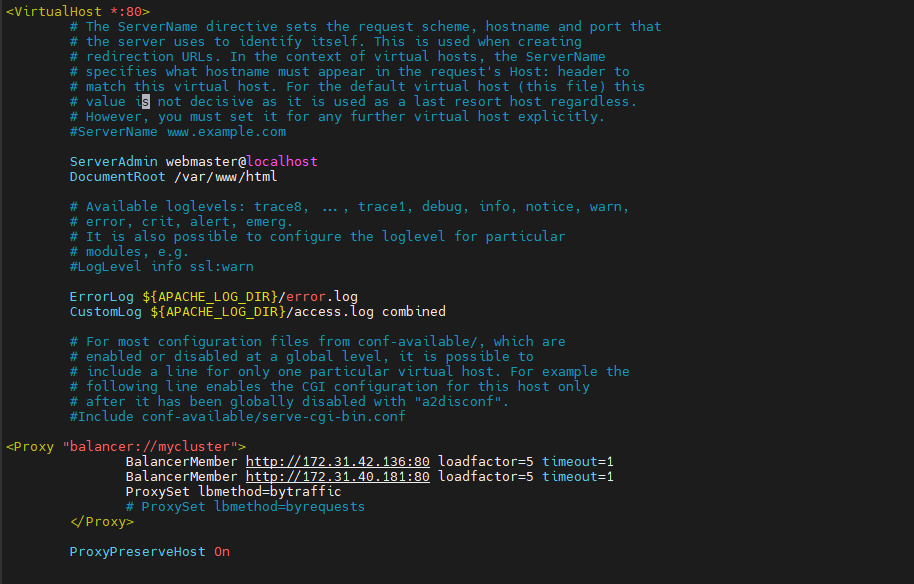 <VirtualHost *:80>
# The ServerName directive sets the request scheme, hostname and port that
# the server uses to identify itself. This is used when creating
# redirection URLs. In the context of virtual hosts, the ServerName
# specifies what hostname must appear in the request's Host: header to
# match this virtual host. For the default virtual host (this file) this
# value is not decisive as it is used as a last resort host regardless.
# However, you must set it for any further virtual host explicitly.
#ServerName www.example.com
ServerAdmin webmaster@localhost
DocumentRoot /var/www/html
# Available loglevels: trace8, ..., trace1, debug, info, notice, warn,
# error, crit, alert, emerg.
# It is also possible to configure the loglevel for particular
# modules, e.g.
#LogLevel info ssl:warn
ErrorLog ${APACHE_LOG_DIR}/error.log
CustomLog ${APACHE_LOG_DIR}/access.log combined
# For most configuration files from conf-available/, which are
# enabled or disabled at a global level, it is possible to
# include a line for only one particular virtual host. For example the
# following line enables the CGI configuration for this host only
# after it has been globally disabled with "a2disconf".
#Include conf-available/serve-cgi-bin.conf
<Proxy "balancer://mycluster">
BalancerMember http://172.31.42.136:80 loadfactor=5 timeout=1
BalancerMember http://172.31.40.181:80 loadfactor=5 timeout=1
ProxySet lbmethod=bytraffic
# ProxySet lbmethod=byrequests
</Proxy>
ProxyPreserveHost On